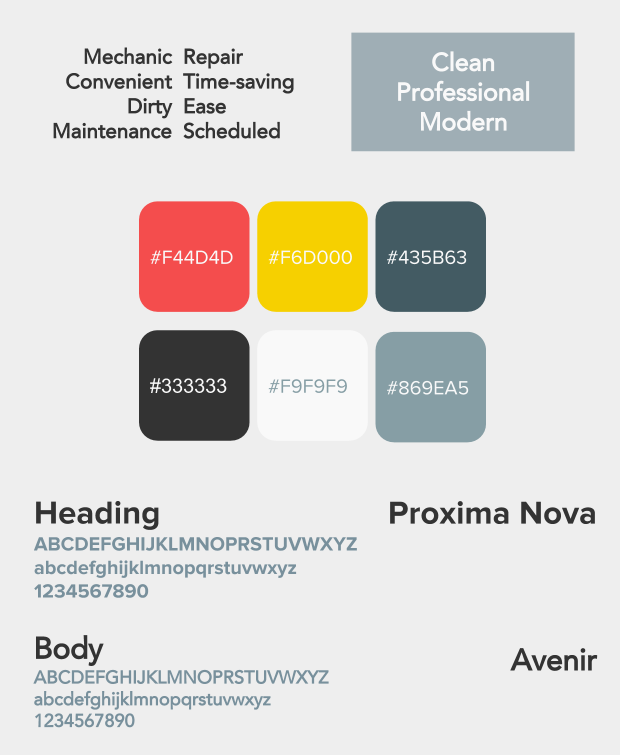 Mechanic Repair
Convenient Time-saving
Dirty Ease
Maintenance Scheduled
Clean
Professional
Modern
#F44D4D #F6D000 #435B63
#333333 #F9F9F9 #869EA5
Heading Proxima Nova
ABCDEFGHIJKLMNOPRSTUVWXYZ
abcdefghijklmnopqrstuvwxyz
1234567890
Body Avenir
ABCDEFGHIJKLMNOPQRSTUVWXYZ
abcdefghijklmnopqrstuvwxyz
1234567890